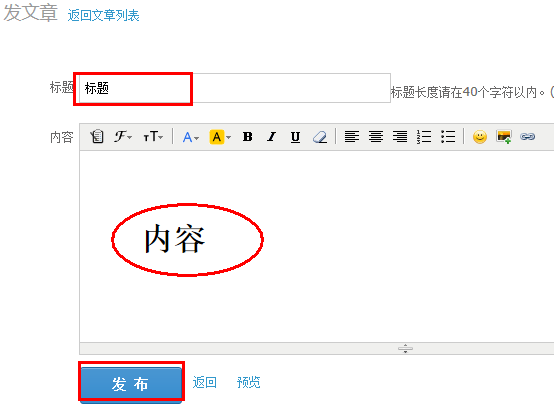 发文章 返回文章列表
标题 标题 标题长度请在40个字符以内。(
内容 ℱ тT A A B I U
内容
发 布 返回 预览